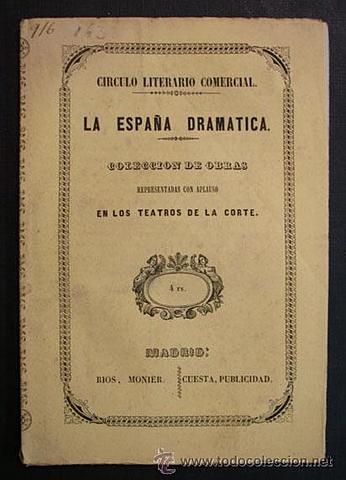 916
CIRCULO LITERARIO COMERCIAL.
LA ESPAÑA DRAMATICA.
COLECCION DE OBRAS
REPRESENTADAS CON APLAUSO
EN LOS TEATROS DE LA CORTE.
4 rs.
MADRID:
RIOS, MONIER. CUESTA, PUBLICIDAD.
www.todocoleccion.net